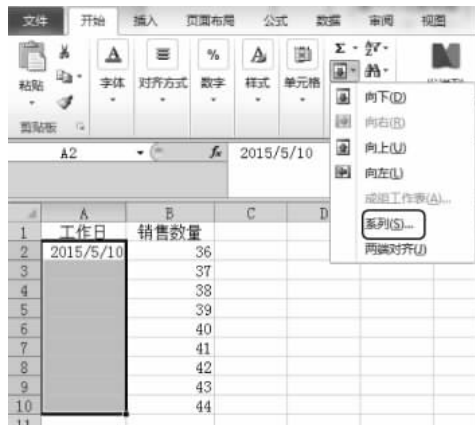 文件 开始 插入 页面布局 公式 数据 审阅 视图
Σ
粘贴 字体 对齐方式 数字 样式 单元格
A A %
剪贴板
向下(D)
向右(R)
向上(U)
向左(L)
成组工作表(A)...
系列(S)...
两端对齐(J)
A2 fx 2015/5/10
A B C D
1 工作日 销售数量
2 2015/5/10 36
3 37
4 38
5 39
6 40
7 41
8 42
9 43
10 44
11